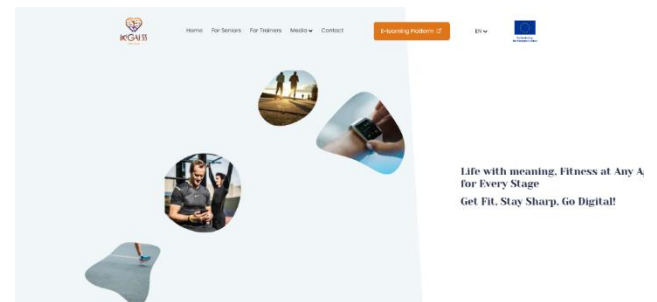 Home For Seniors For Trainers Media Contact E-learning Platform EN
Life with meaning, Fitness at Any A
for Every Stage
Get Fit, Stay Sharp, Go Digital!